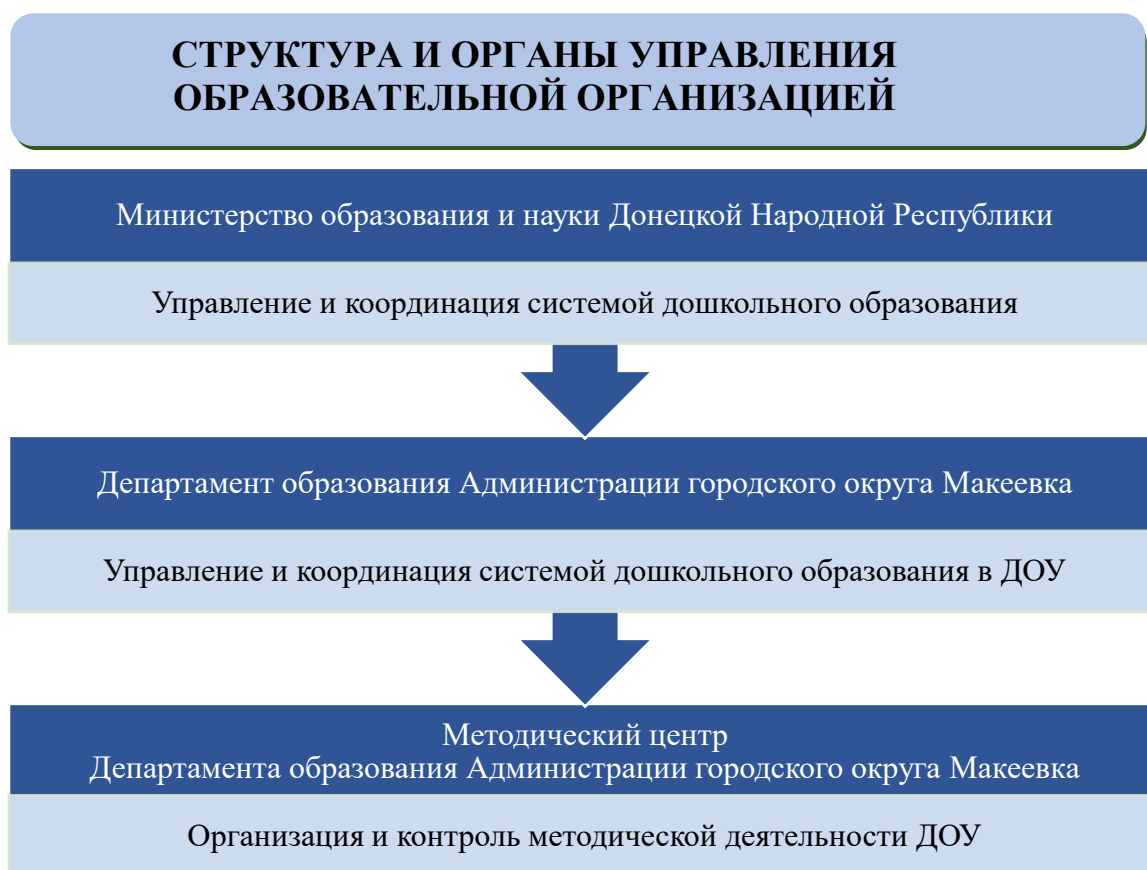 СТРУКТУРА И ОРГАНЫ УПРАВЛЕНИЯ
ОБРАЗОВАТЕЛЬНОЙ ОРГАНИЗАЦИЕЙ
Министерство образования и науки Донецкой Народной Республики
Управление и координация системой дошкольного образования
Департамент образования Администрации городского округа Макеевка
Управление и координация системой дошкольного образования в ДОУ
Методический центр
Департамента образования Администрации городского округа Макеевка
Организация и контроль методической деятельности ДОУ